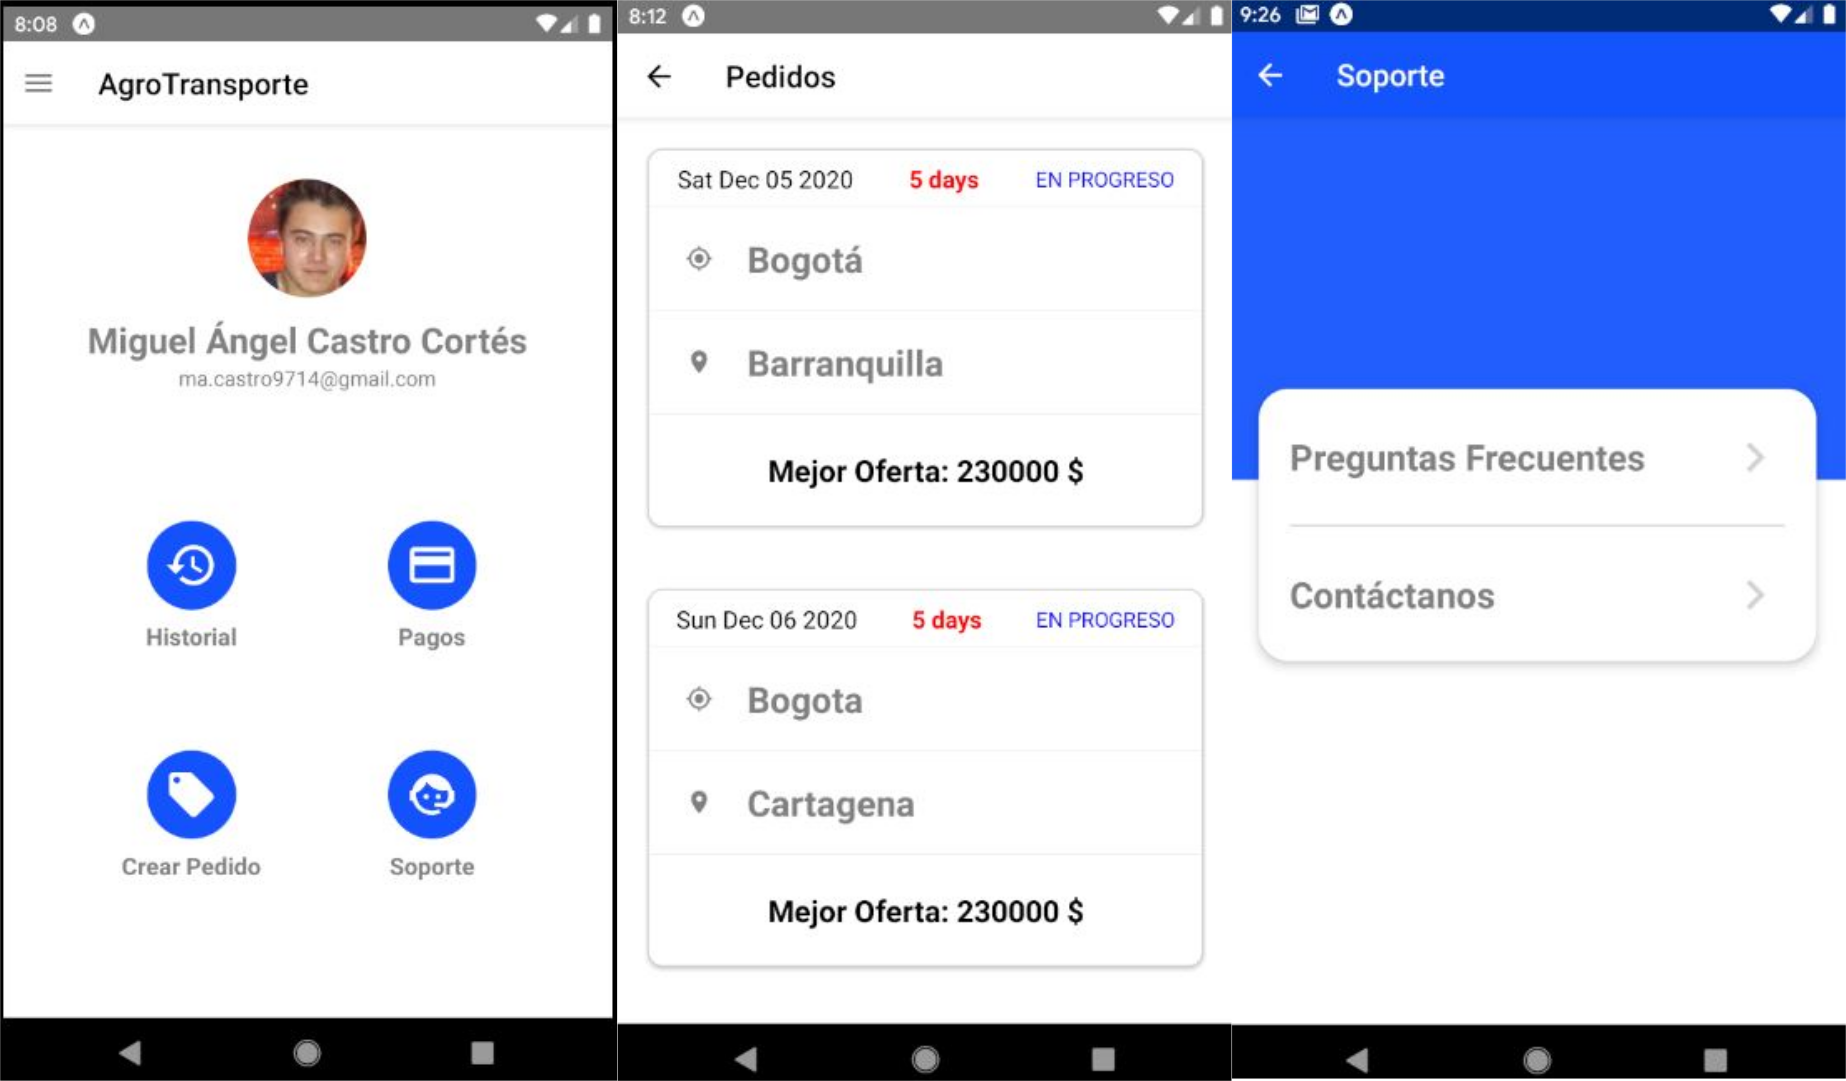 8:08
AgroTransporte
Miguel Ángel Castro Cortés
ma.castro9714@gmail.com
Historial
Pagos
Crear Pedido
Soporte
8:12
Pedidos
Sat Dec 05 2020 5 days EN PROGRESO
Bogotá
Barranquilla
Mejor Oferta: 230000 $
Sun Dec 06 2020 5 days EN PROGRESO
Bogota
Cartagena
Mejor Oferta: 230000 $
9:26
Soporte
Preguntas Frecuentes
Contáctanos